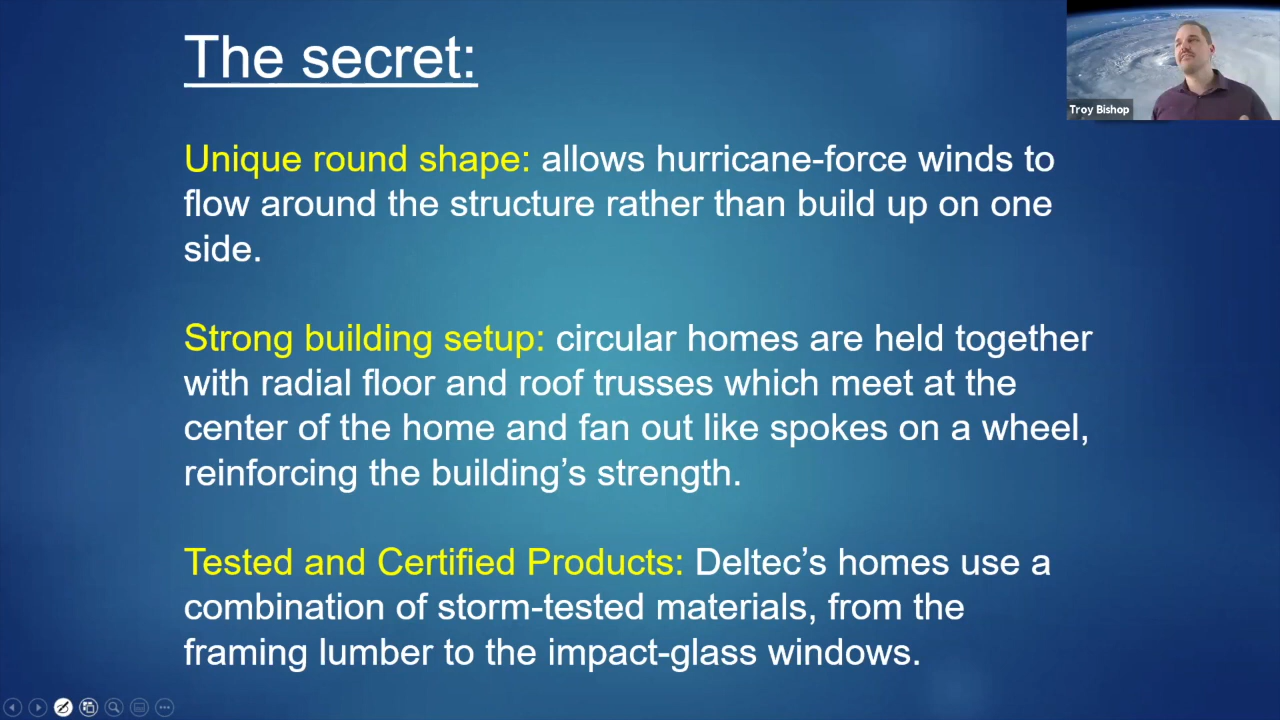 The secret:
Troy Bishop
Unique round shape: allows hurricane-force winds to
flow around the structure rather than build up on one
side.
Strong building setup: circular homes are held together
with radial floor and roof trusses which meet at the
center of the home and fan out like spokes on a wheel,
reinforcing the building’s strength.
Tested and Certified Products: Deltec’s homes use a
combination of storm-tested materials, from the
framing lumber to the impact-glass windows.